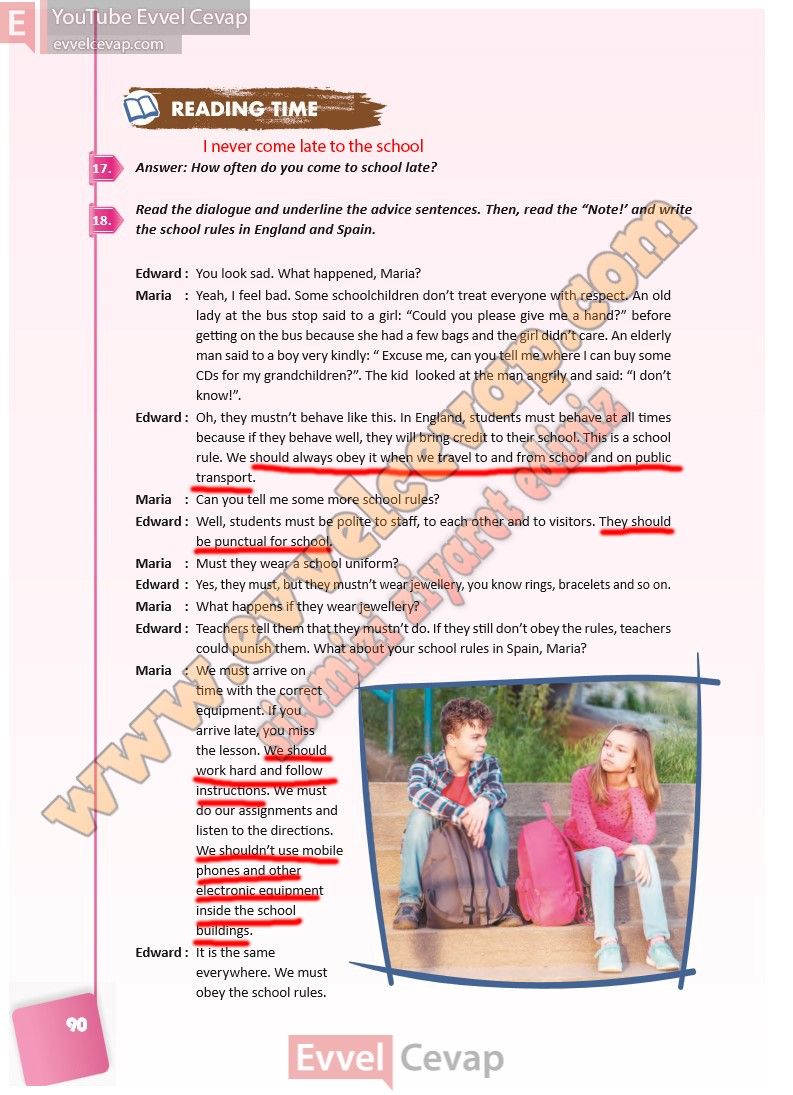 E YouTube Evvel Cevap
evvelcevap.com
READING TIME
I never come late to the school
17. Answer: How often do you come to school late?
18. Read the dialogue and underline the advice sentences. Then, read the “Note!’ and write
the school rules in England and Spain.
Edward : You look sad. What happened, Maria?
Maria : Yeah, I feel bad. Some schoolchildren don’t treat everyone with respect. An old
lady at the bus stop said to a girl: “Could you please give me a hand?” before
getting on the bus because she had a few bags and the girl didn’t care. An elderly
man said to a boy very kindly: “ Excuse me, can you tell me where I can buy some
CDs for my grandchildren?”. The kid looked at the man angrily and said: “I don’t
know!”.
Edward : Oh, they mustn’t behave like this. In England, students must behave at all times
because if they behave well, they will bring credit to their school. This is a school
rule. We should always obey it when we travel to and from school and on public
transport.
Maria : Can you tell me some more school rules?
Edward : Well, students must be polite to staff, to each other and to visitors. They should
be punctual for school.
Maria : Must they wear a school uniform?
Edward : Yes, they must, but they mustn’t wear jewellery, you know rings, bracelets and so on.
Maria : What happens if they wear jewellery?
Edward : Teachers tell them that they mustn’t do. If they still don’t obey the rules, teachers
could punish them. What about your school rules in Spain, Maria?
Maria : We must arrive on
time with the correct
equipment. If you
arrive late, you miss
the lesson. We should
work hard and follow
instructions. We must
do our assignments and
listen to the directions.
We shouldn’t use mobile
phones and other
electronic equipment
inside the school
buildings.
Edward : It is the same
everywhere. We must
obey the school rules.
www.evvelcevap.com
sitemizi ziyaret ediniz
90
Evvel Cevap